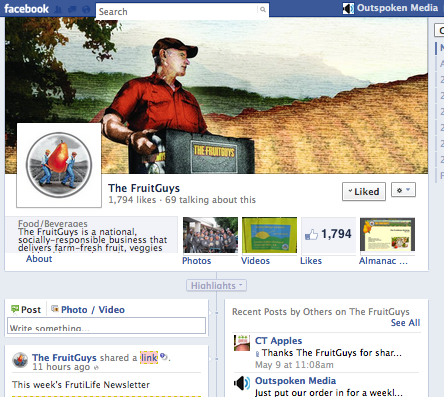 facebook
Search
Outspoken Media
THE FRUITGUYS
The FruitGuys
1,794 likes · 69 talking about this
Liked
Food/Beverages
The FruitGuys is a national,
socially-responsible business that
delivers farm-fresh fruit, veggies
About
1,794
Photos
Videos
Likes
Almanac ...
Highlights
Post
Photo / Video
Write something...
The FruitGuys shared a link
11 hours ago
This week's FrutiLife Newsletter
Recent Posts by Others on The FruitGuys
See All
CT Apples
Thanks The FruitGuys for shar...
May 9 at 11:08am
Outspoken Media
Just put our order in for a weekl...